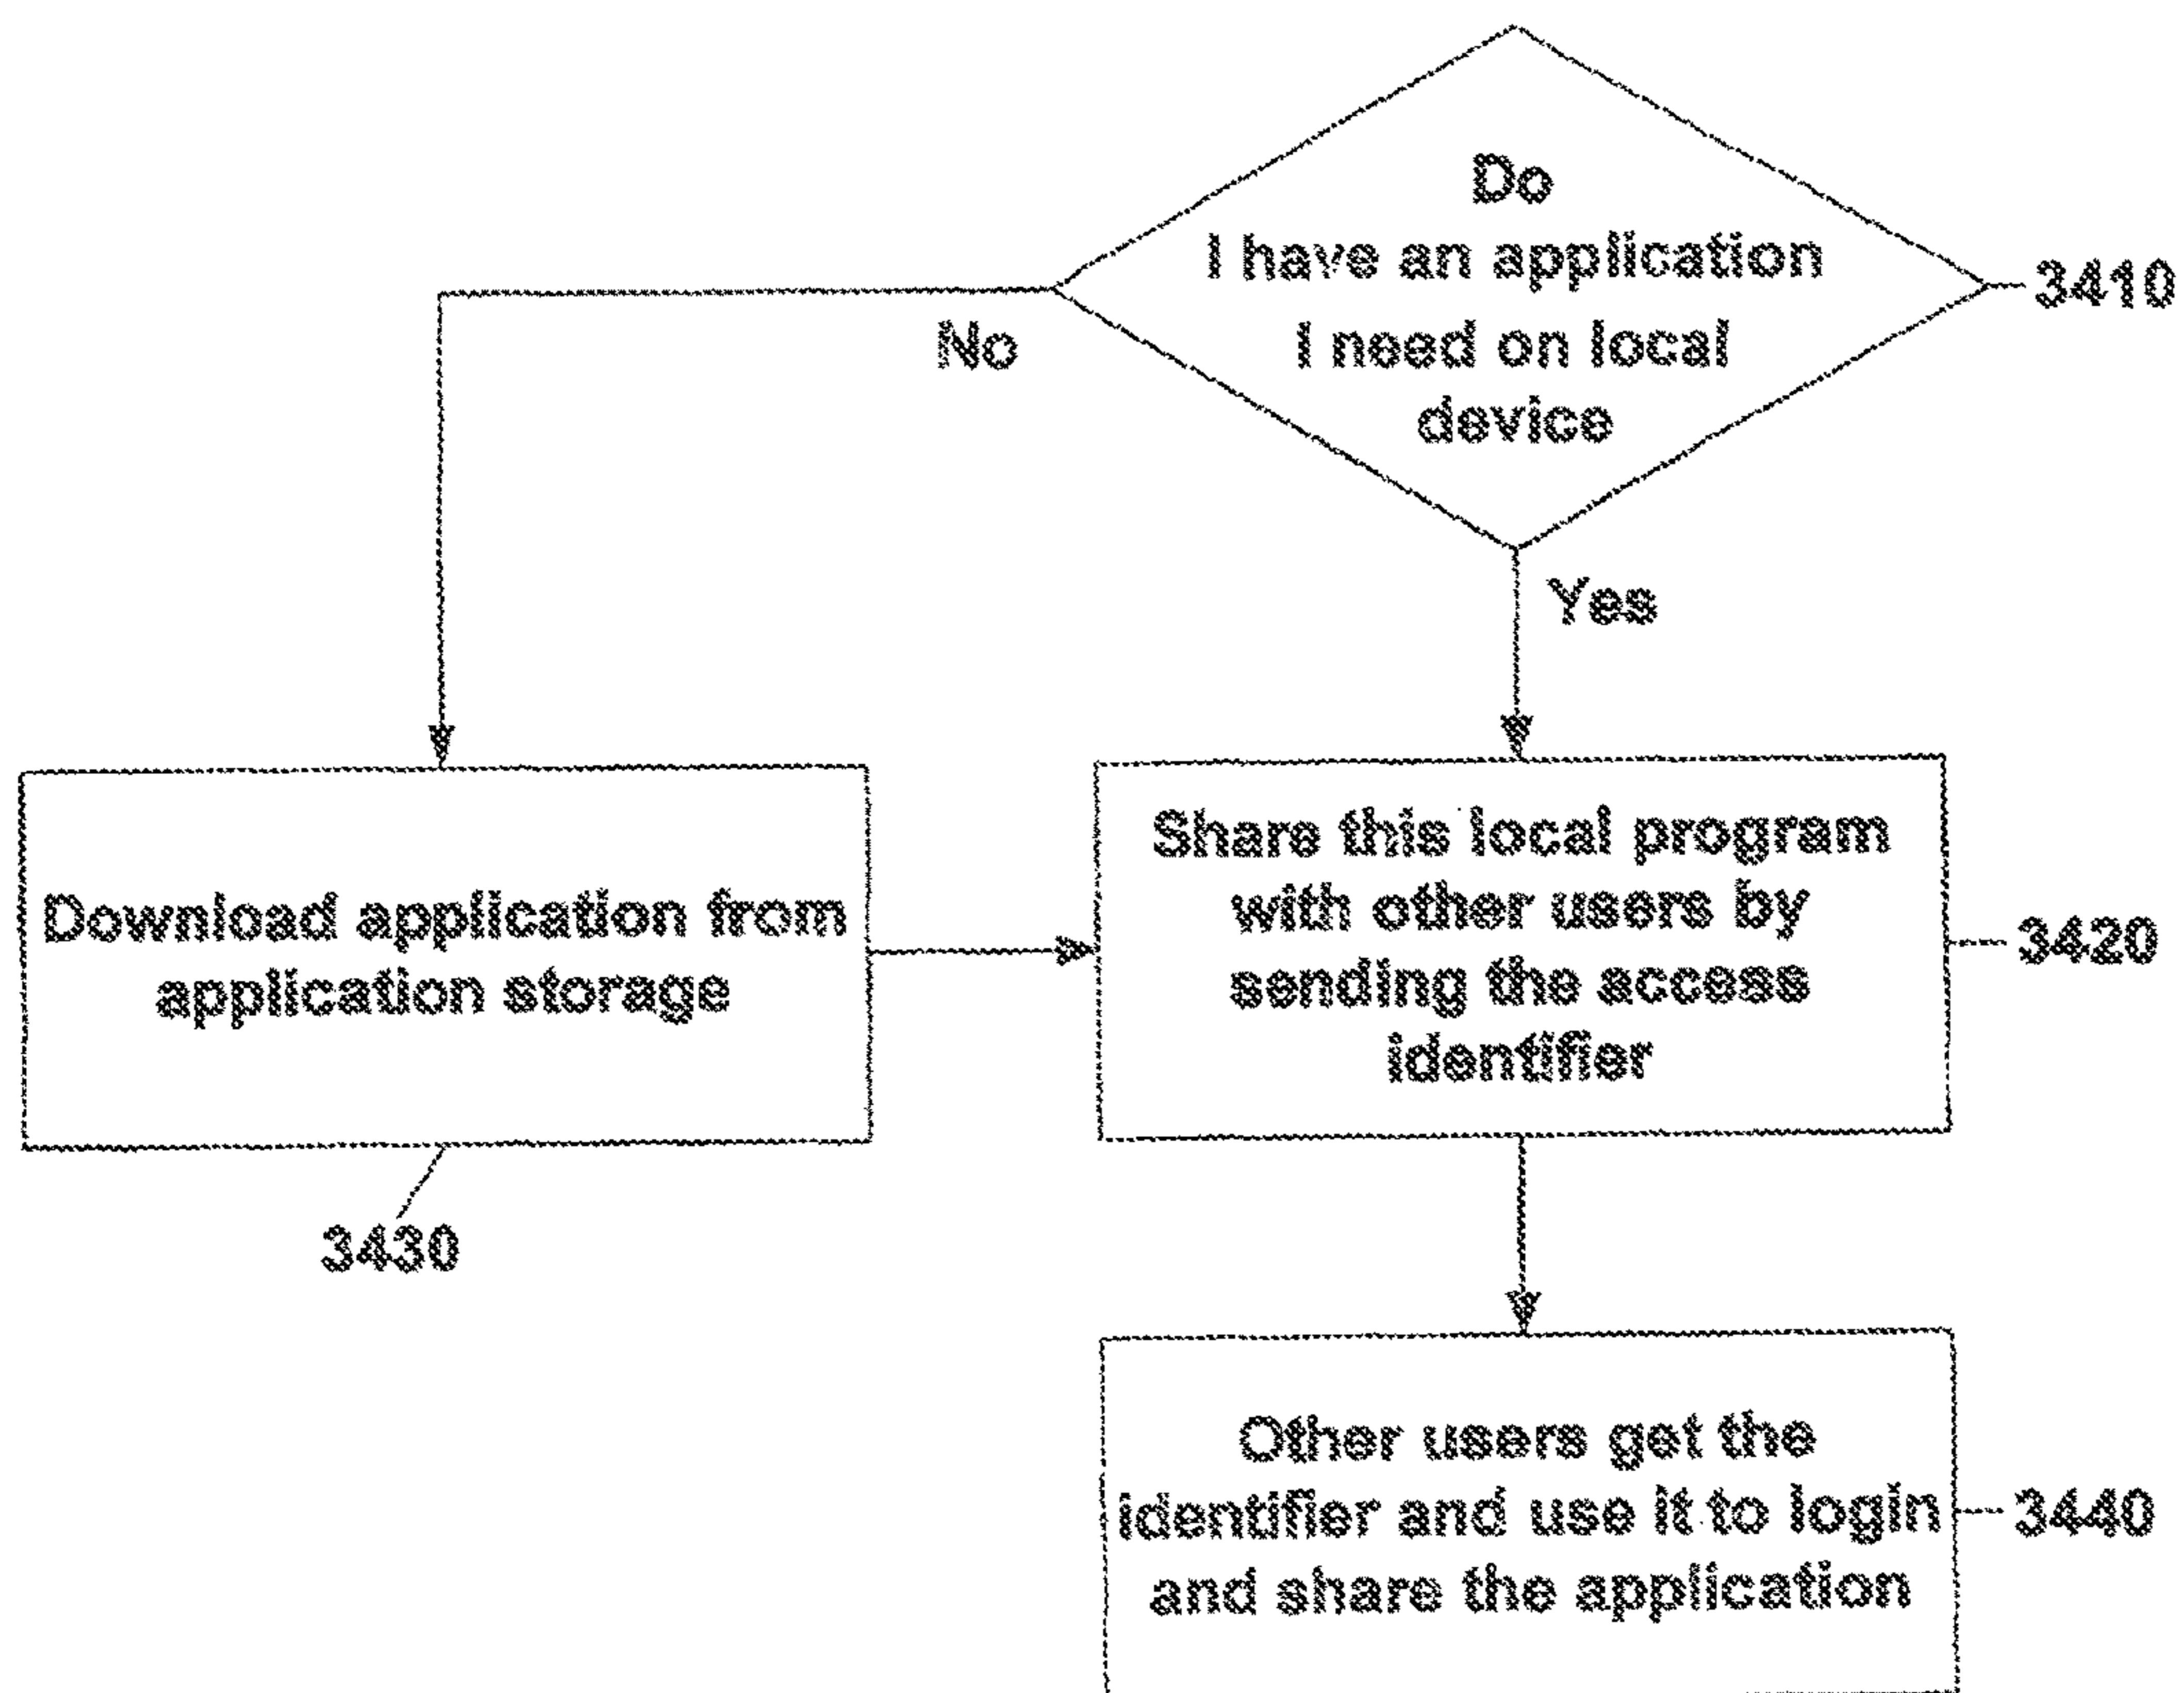 Do
I have an application
I need on local
device
3410
No
Yes
Share this local program
with other users by
sending the access
identifier
3420
Download application from
application storage
3430
Other users get the
identifier and use it to login
and share the application
3440